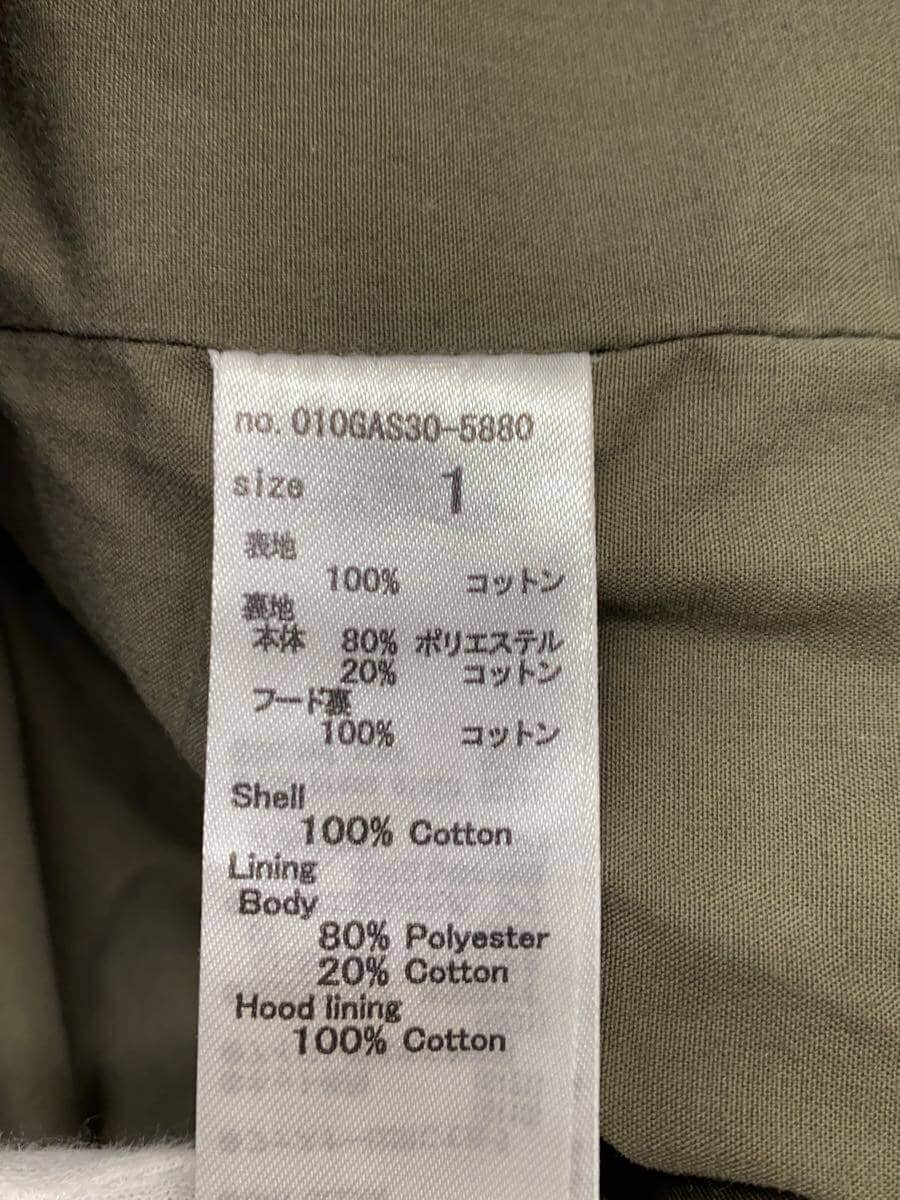 no. 010GAS30-5880
size 1
表地
100% コットン
裏地
本体 80% ポリエステル
20% コットン
フード裏
100% コットン
Shell
100% Cotton
Lining
Body
80% Polyester
20% Cotton
Hood lining
100% Cotton